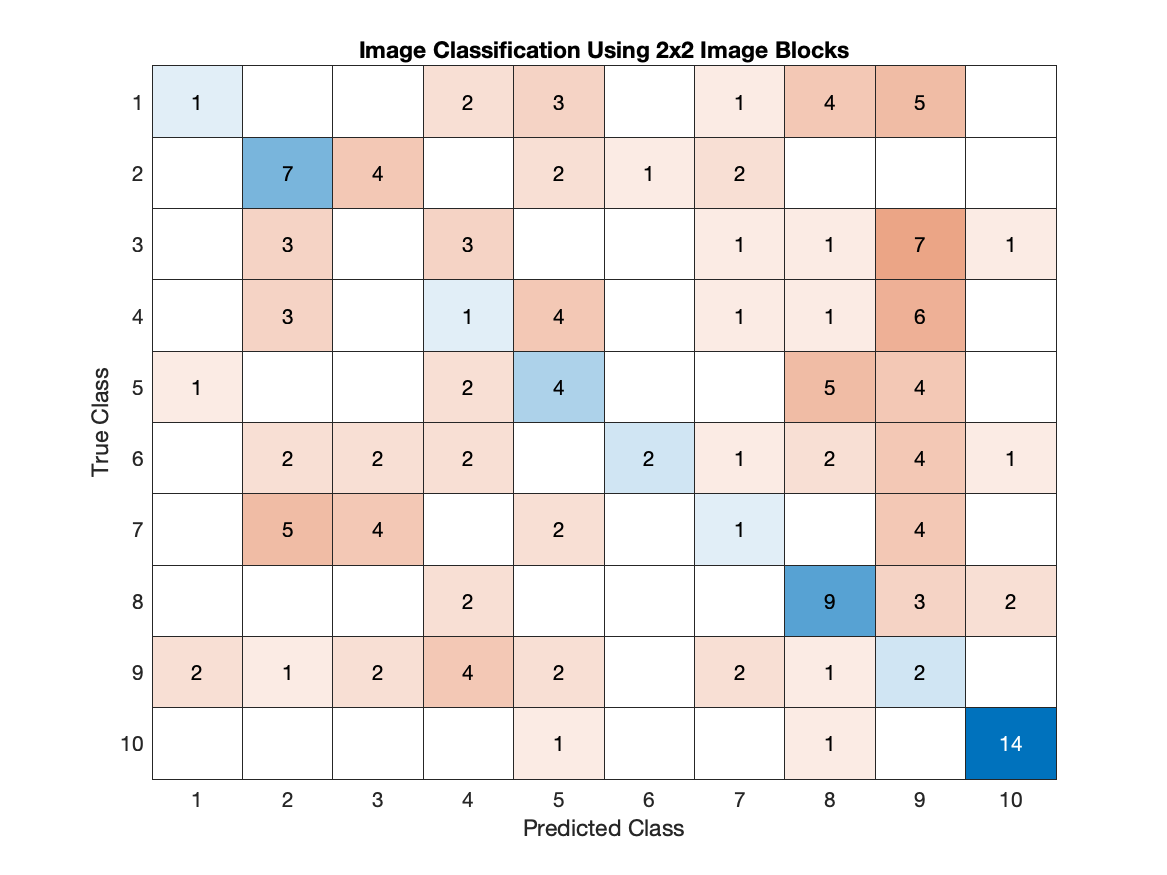 Image Classification Using 2x2 Image Blocks
1 1 2 3 1 4 5
2 7 4 2 1 2
3 3 3 1 1 7 1
4 3 1 4 1 1 6
5 1 2 4 5 4
6 2 2 2 2 1 2 4 1
7 5 4 2 1 4
8 2 9 3 2
9 2 1 2 4 2 2 1 2
10 1 1 14
True Class
1 2 3 4 5 6 7 8 9 10
Predicted Class